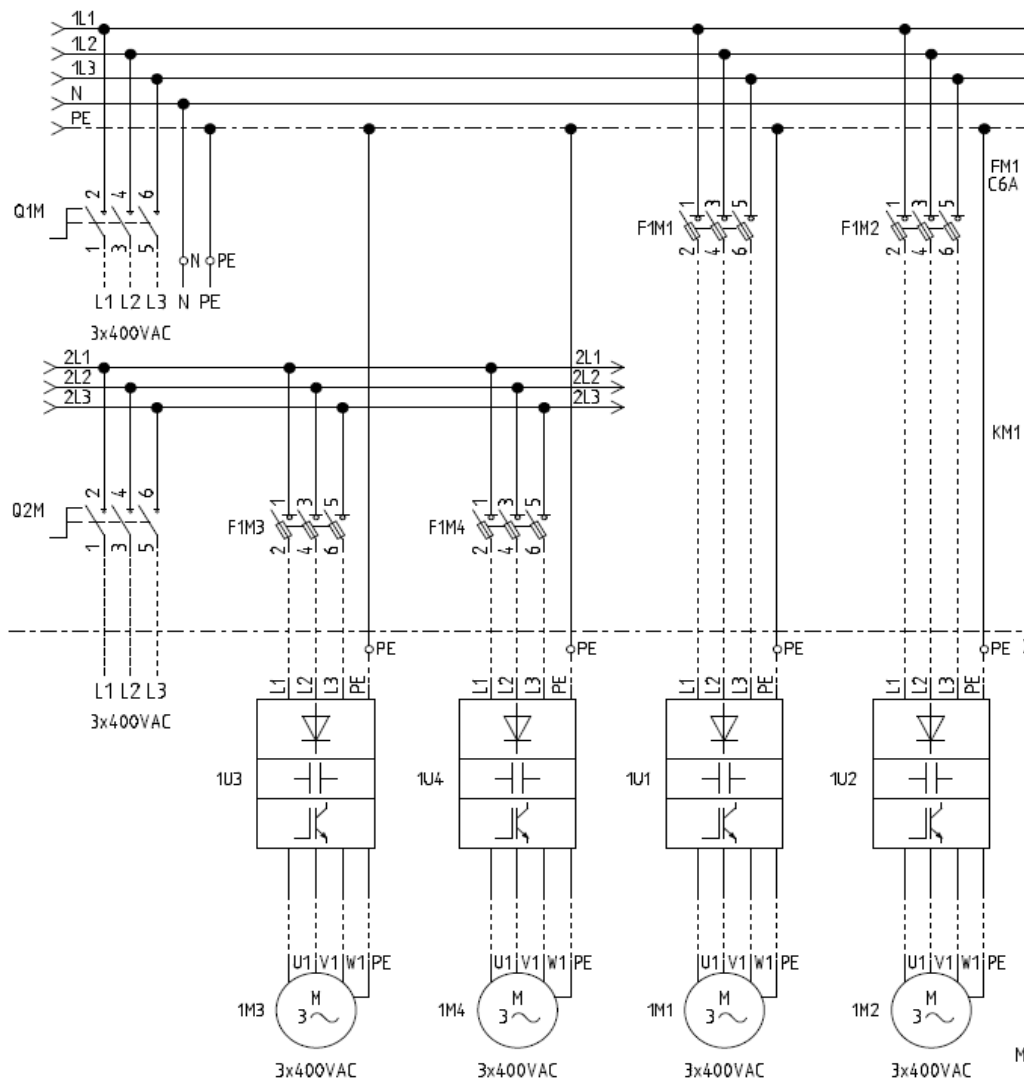 1L1
1L2
1L3
N
PE
FM1
C6A
2 4 6
Q1M
1 3 5
1 3 5
F1M1
2 4 6
1 3 5
F1M2
2 4 6
N PE
L1 L2 L3 N PE
3x400VAC
2L1 2L1
2L2 2L2
2L3 2L3
KM1
2 4 6
Q2M
1 3 5
1 3 5
F1M3
2 4 6
1 3 5
F1M4
2 4 6
PE PE PE PE
L1 L2 L3
3x400VAC
L1 L2 L3 PE L1 L2 L3 PE L1 L2 L3 PE L1 L2 L3 PE
1U3 1U4 1U1 1U2
U1 V1 W1 PE U1 V1 W1 PE U1 V1 W1 PE U1 V1 W1 PE
1M3 M 3 1M4 M 3 1M1 M 3 1M2 M 3
3x400VAC 3x400VAC 3x400VAC 3x400VAC